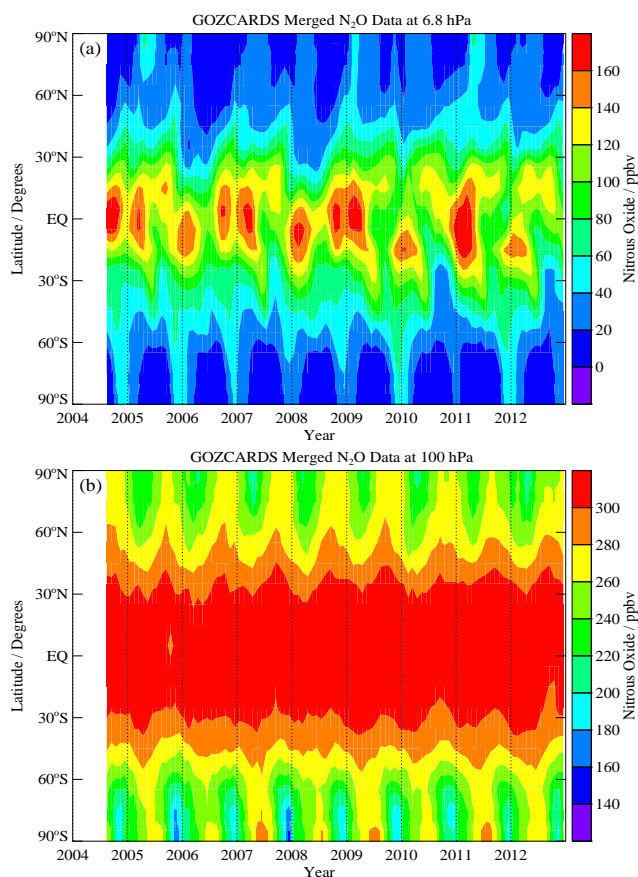 GOZCARDS Merged N₂O Data at 6.8 hPa
(a)
90°N
60°N
30°N
EQ
30°S
60°S
90°S
Latitude / Degrees
2004 2005 2006 2007 2008 2009 2010 2011 2012
Year
160
140
120
100
80
60
40
20
0
Nitrous Oxide / ppbv
GOZCARDS Merged N₂O Data at 100 hPa
(b)
90°N
60°N
30°N
EQ
30°S
60°S
90°S
Latitude / Degrees
2004 2005 2006 2007 2008 2009 2010 2011 2012
Year
300
280
260
240
220
200
180
160
140
Nitrous Oxide / ppbv